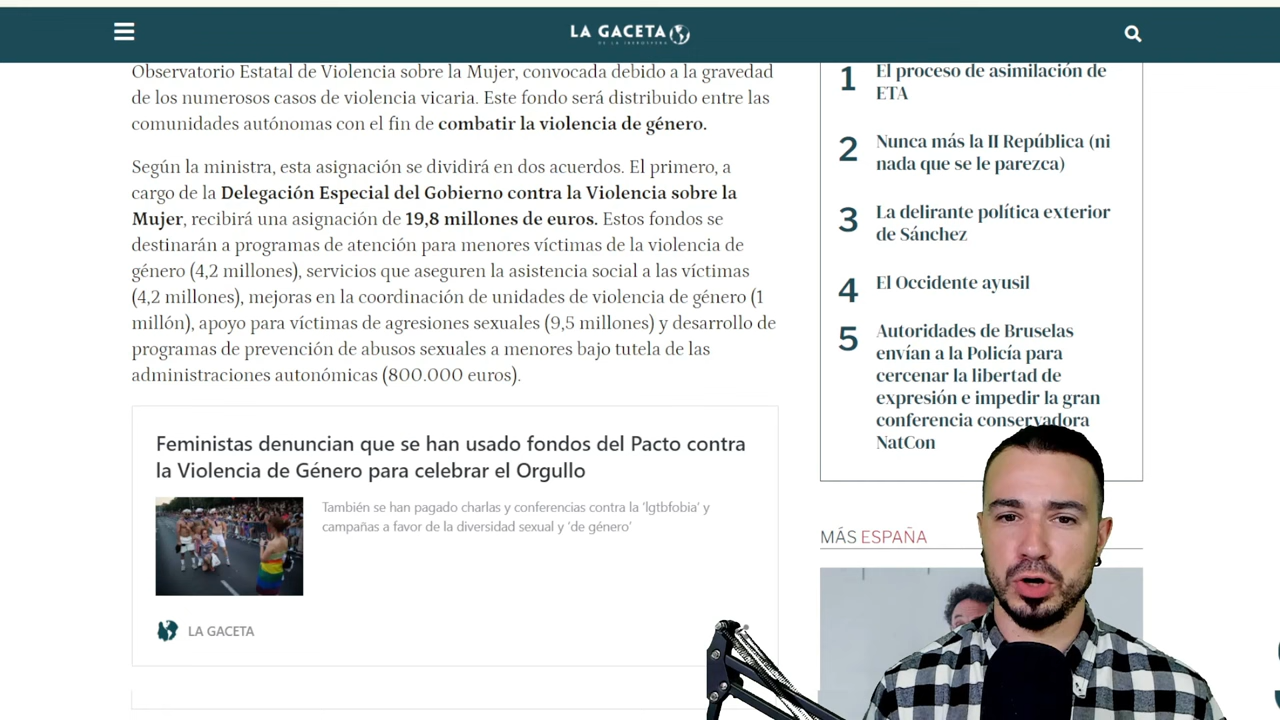 LA GACETA
DE LA IBEROSFERA
Observatorio Estatal de Violencia sobre la Mujer, convocada debido a la gravedad
de los numerosos casos de violencia vicaria. Este fondo será distribuido entre las
comunidades autónomas con el fin de combatir la violencia de género.
Según la ministra, esta asignación se dividirá en dos acuerdos. El primero, a
cargo de la Delegación Especial del Gobierno contra la Violencia sobre la
Mujer, recibirá una asignación de 19,8 millones de euros. Estos fondos se
destinarán a programas de atención para menores víctimas de la violencia de
género (4,2 millones), servicios que aseguren la asistencia social a las víctimas
(4,2 millones), mejoras en la coordinación de unidades de violencia de género (1
millón), apoyo para víctimas de agresiones sexuales (9,5 millones) y desarrollo de
programas de prevención de abusos sexuales a menores bajo tutela de las
administraciones autonómicas (800.000 euros).
Feministas denuncian que se han usado fondos del Pacto contra
la Violencia de Género para celebrar el Orgullo
También se han pagado charlas y conferencias contra la 'lgtbfobia' y
campañas a favor de la diversidad sexual y 'de género'
LA GACETA
1 El proceso de asimilación de
ETA
2 Nunca más la II República (ni
nada que se le parezca)
3 La delirante política exterior
de Sánchez
4 El Occidente ayusil
5 Autoridades de Bruselas
envían a la Policía para
cercenar la libertad de
expresión e impedir la gran
conferencia conservadora
NatCon
MÁS ESPAÑA